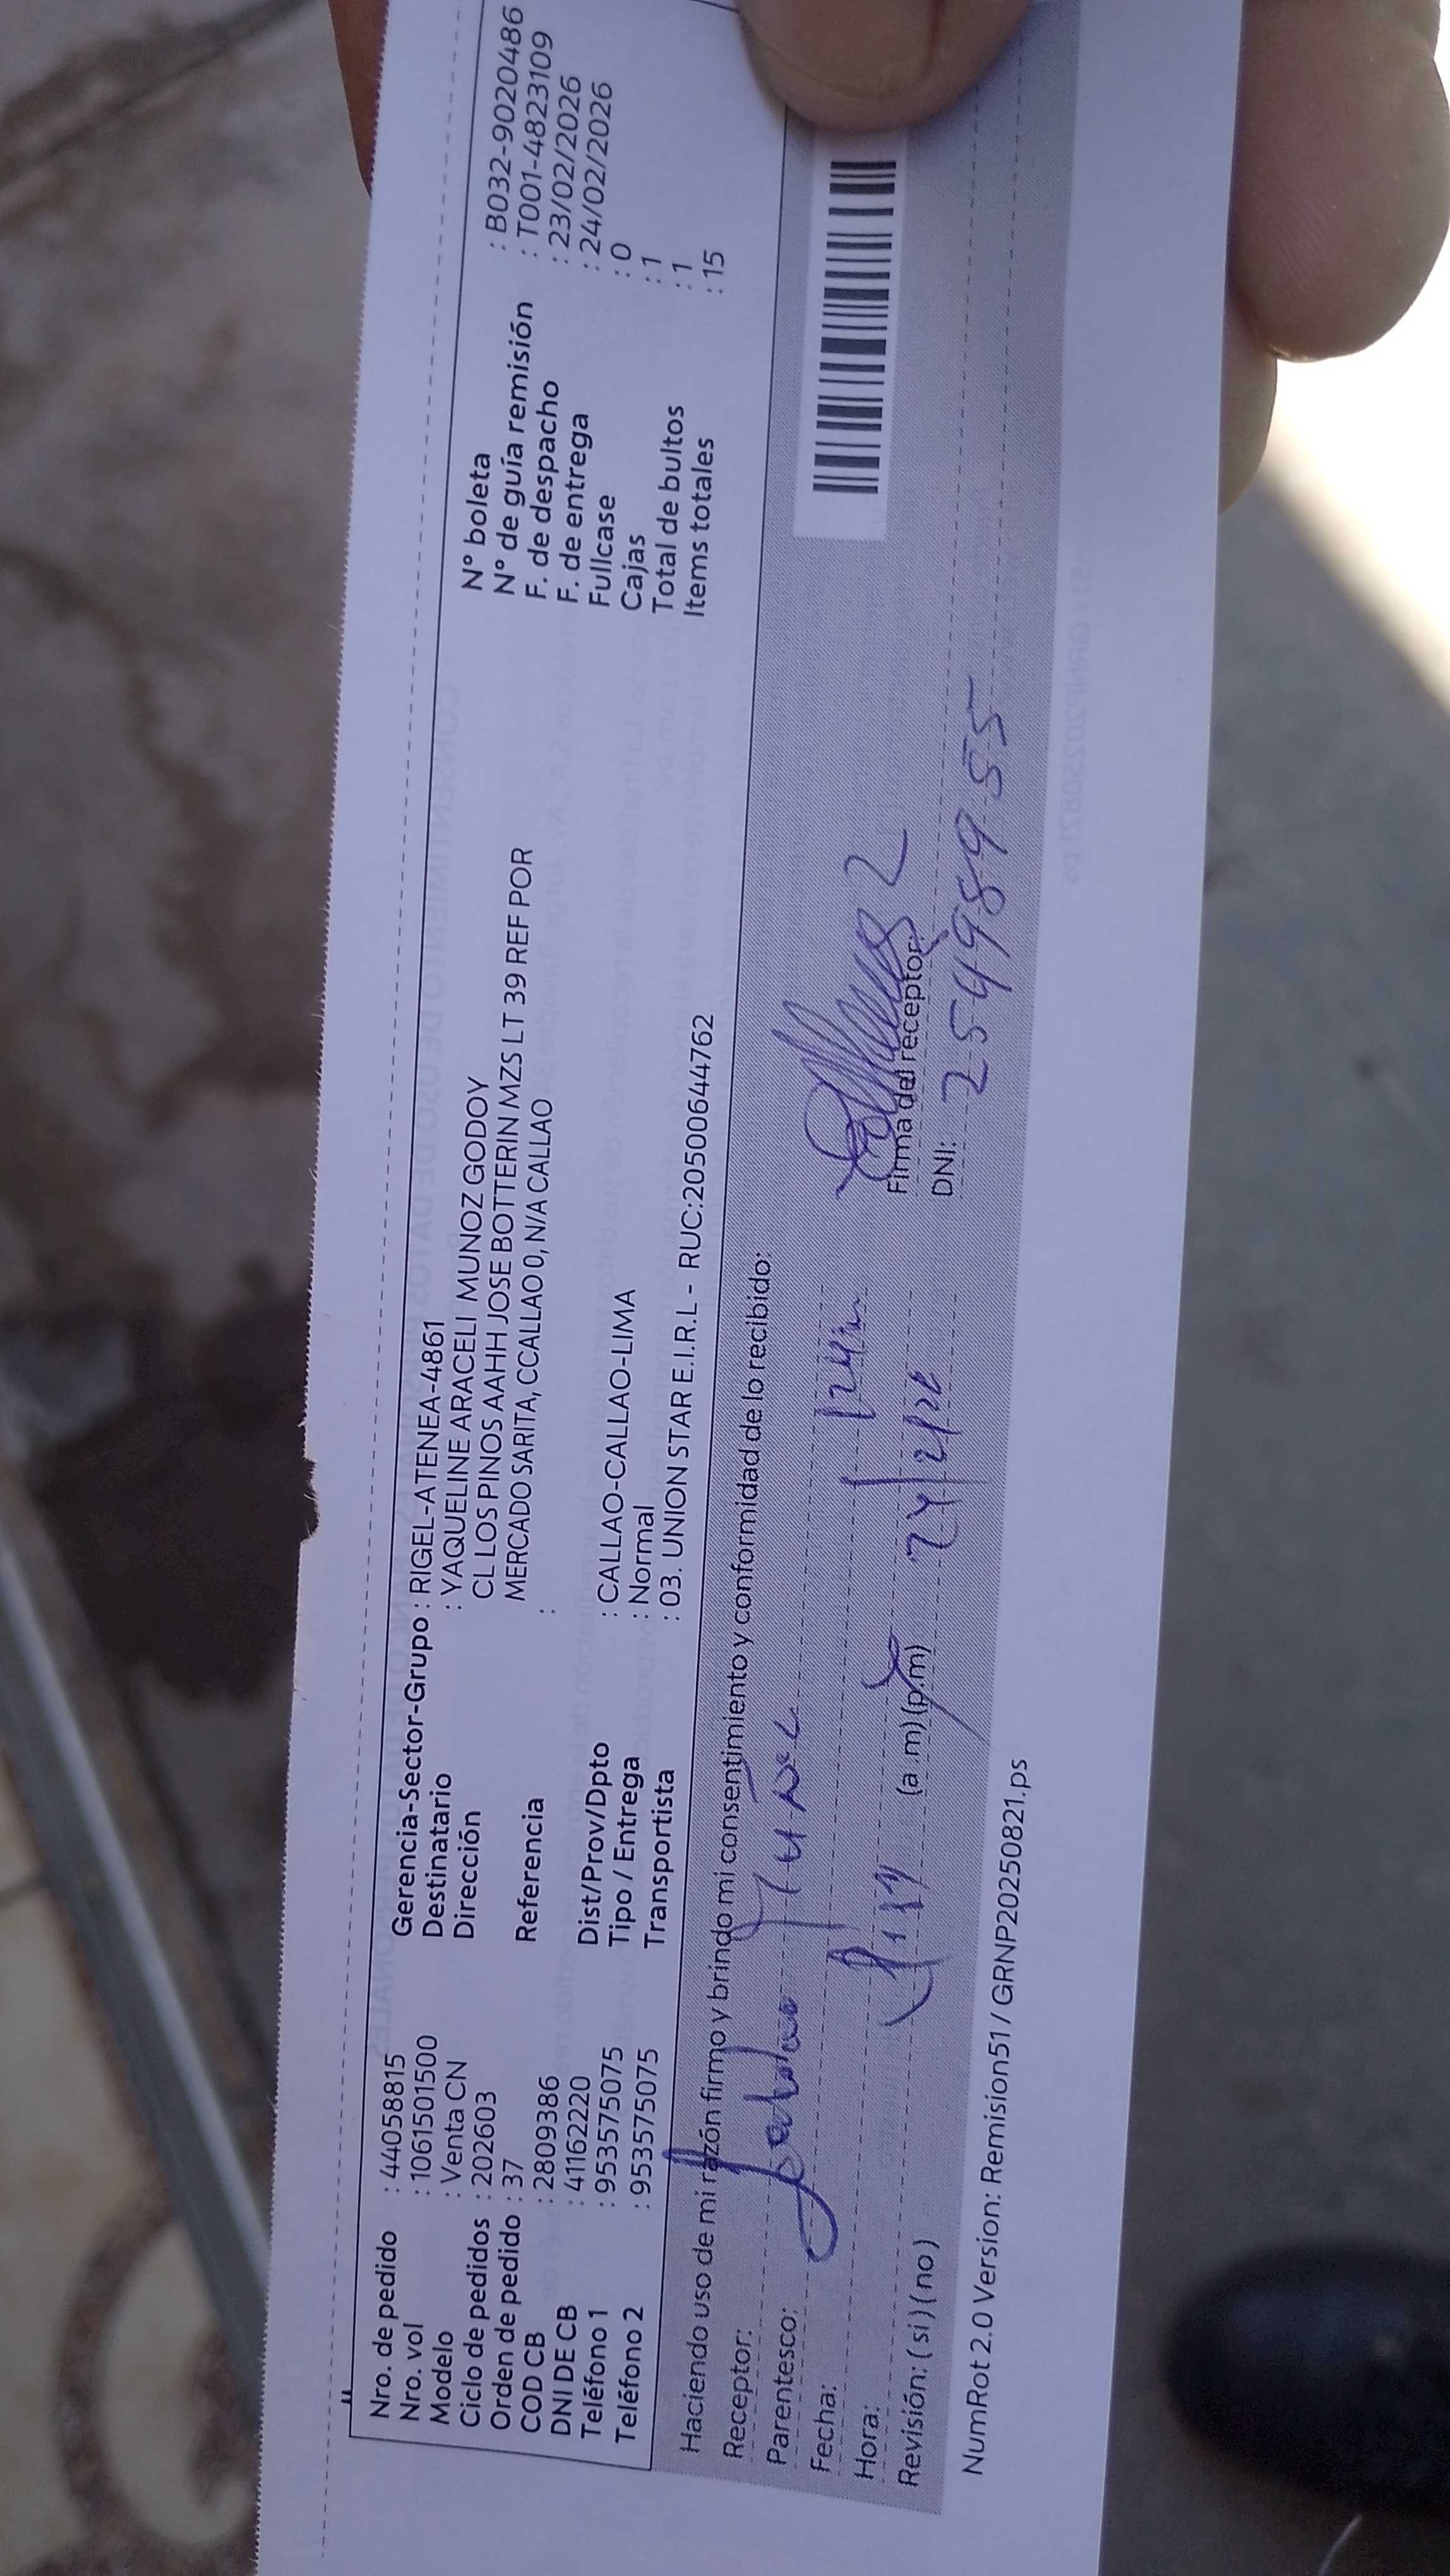 Nro. de pedido : 44058815
Nro. vol : 1061501500
Modelo : Venta CN
Ciclo de pedidos : 202603
Orden de pedido : 37
COD CB : 2809386
DNI DE CB : 41162220
Teléfono 1 : 953575075
Teléfono 2 : 953575075
Gerencia-Sector-Grupo : RIGEL-ATENEA-4861
Destinatario : YAQUELINE ARACELI MUNOZ GODOY
Dirección : CL LOS PINOS AAHH JOSE BOTTERIN MZS LT 39 REF POR
MERCADO SARITA, CCALLAO 0, N/A CALLAO
Referencia :
Dist/Prov/Dpto : CALLAO-CALLAO-LIMA
Tipo / Entrega : Normal
Transportista : 03. UNION STAR E.I.R.L - RUC:20500644762
N° boleta : B032-9020486
N° de guía remisión : T001-4823109
F. de despacho : 23/02/2026
F. de entrega : 24/02/2026
Fullcase : 0
Cajas : 1
Total de bultos : 1
Items totales : 15
Haciendo uso de mi razón firmo y brindo mi consentimiento y conformidad de lo recibido:
Receptor:
Parentesco:
Fecha:
Hora: (a .m) (p.m)
Revisión: ( si ) ( no )
Firma del receptor:
DNI: 25498955
NumRot 2.0 Version: Remision51 / GRNP20250821.ps